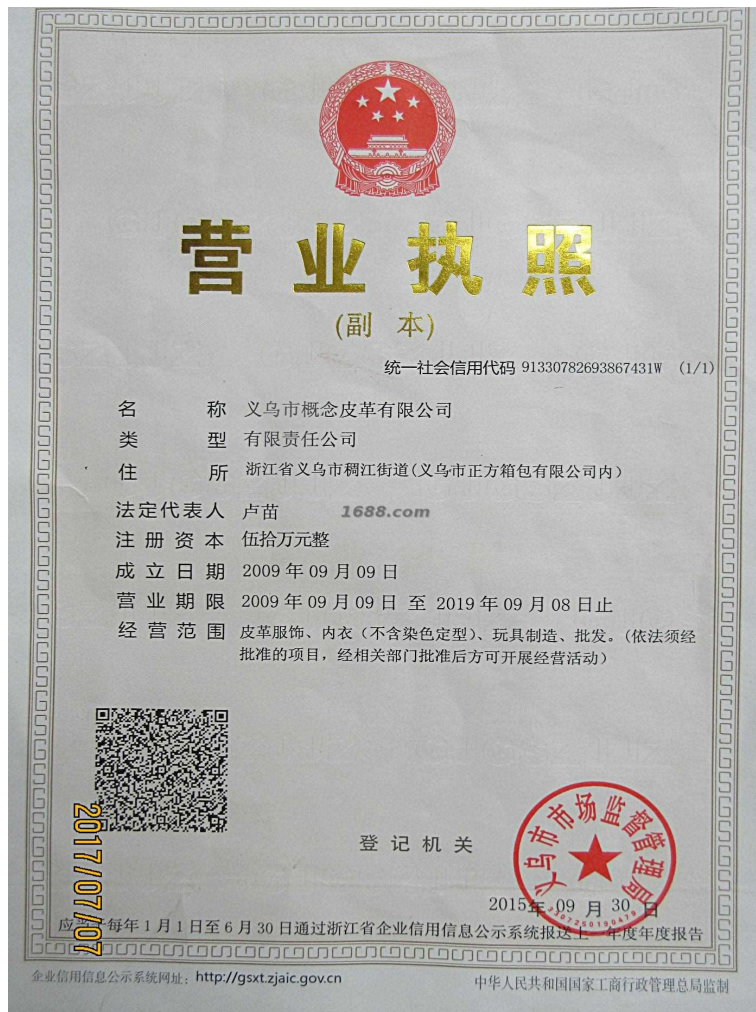 营业执照
(副 本)
统一社会信用代码 91330782693867431W (1/1)
名 称 义乌市概念皮革有限公司
类 型 有限责任公司
住 所 浙江省义乌市稠江街道(义乌市正方箱包有限公司内)
法定代表人 卢苗
1688.com
注册资本 伍拾万元整
成立日期 2009年09月09日
营业期限 2009年09月09日 至 2019年09月08日止
经营范围 皮革服饰、内衣(不含染色定型)、玩具制造、批发。(依法须经
批准的项目,经相关部门批准后方可开展经营活动)
2017/07/07
登记机关
义乌市市场监督管理局
2015年 09 月 30 日
应当于每年1月1日至6月30日通过浙江省企业信用信息公示系统报送上一年度年度报告
企业信用信息公示系统网址: http://gsxt.zjaic.gov.cn
中华人民共和国国家工商行政管理总局监制